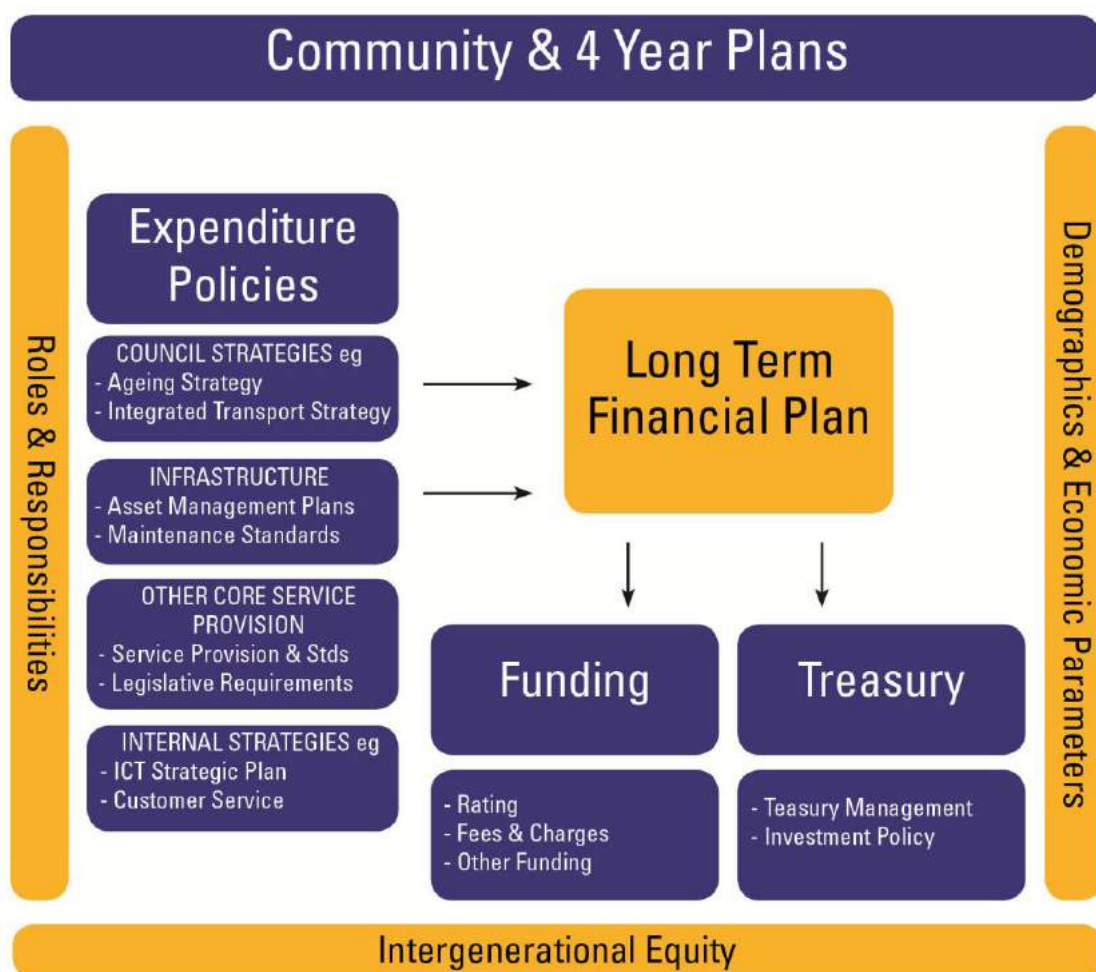 Community & 4 Year Plans
Roles & Responsibilities
Expenditure
Policies
COUNCIL STRATEGIES eg
- Ageing Strategy
- Integrated Transport Strategy
INFRASTRUCTURE
- Asset Management Plans
- Maintenance Standards
OTHER CORE SERVICE
PROVISION
- Service Provision & Stds
- Legislative Requirements
INTERNAL STRATEGIES eg
- ICT Strategic Plan
- Customer Service
Long Term
Financial Plan
Funding
- Rating
- Fees & Charges
- Other Funding
Treasury
- Teasury Management
- Investment Policy
Demographics & Economic Parameters
Intergenerational Equity